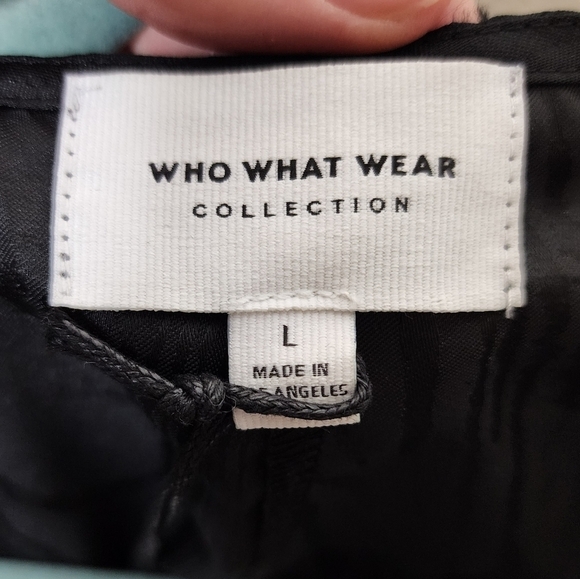 WHO WHAT WEAR
COLLECTION
L
MADE IN
ANGELES